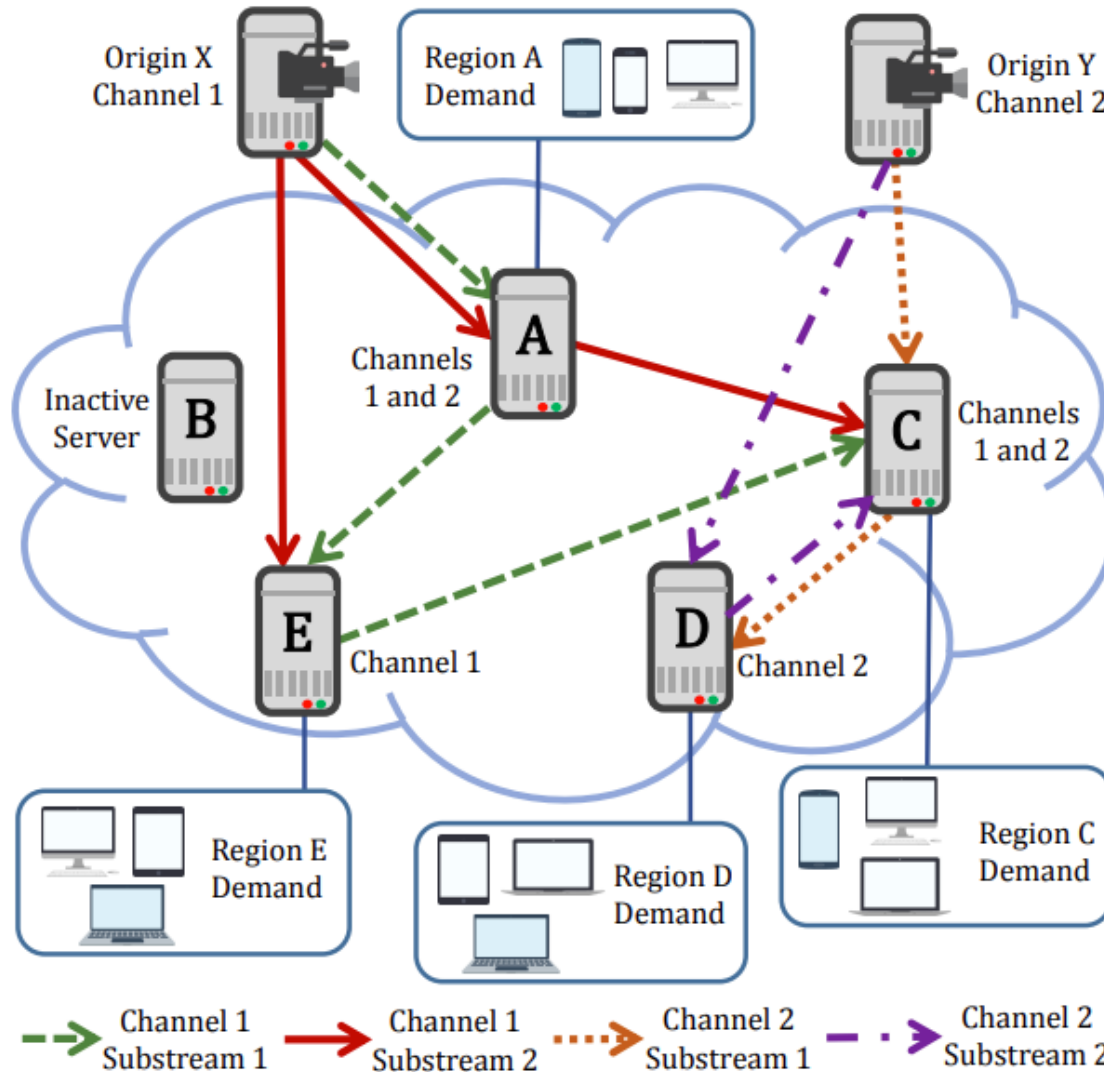 Origin X
Channel 1
Region A
Demand
Origin Y
Channel 2
A
Channels
1 and 2
Inactive
Server
B
C
Channels
1 and 2
E
Channel 1
D
Channel 2
Region E
Demand
Region D
Demand
Region C
Demand
Channel 1
Substream 1
Channel 1
Substream 2
Channel 2
Substream 1
Channel 2
Substream 2